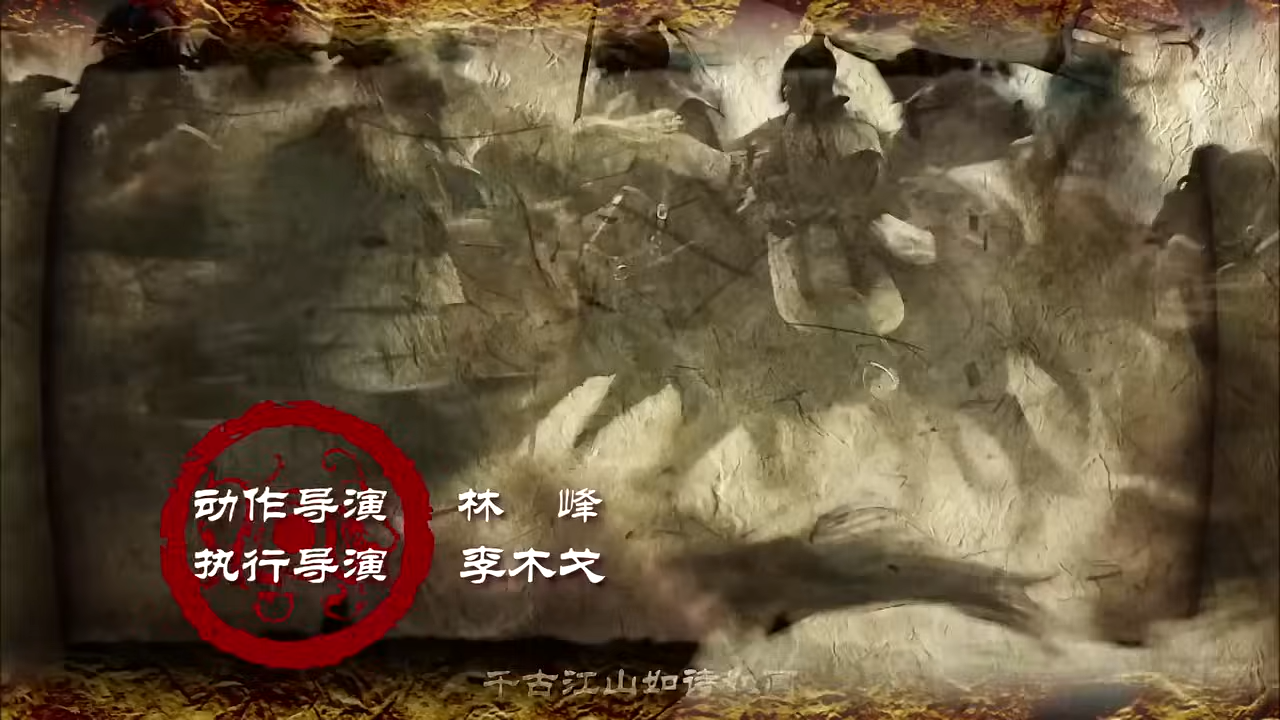 动作导演 林峰
执行导演 李木戈
千古江山如诗如画